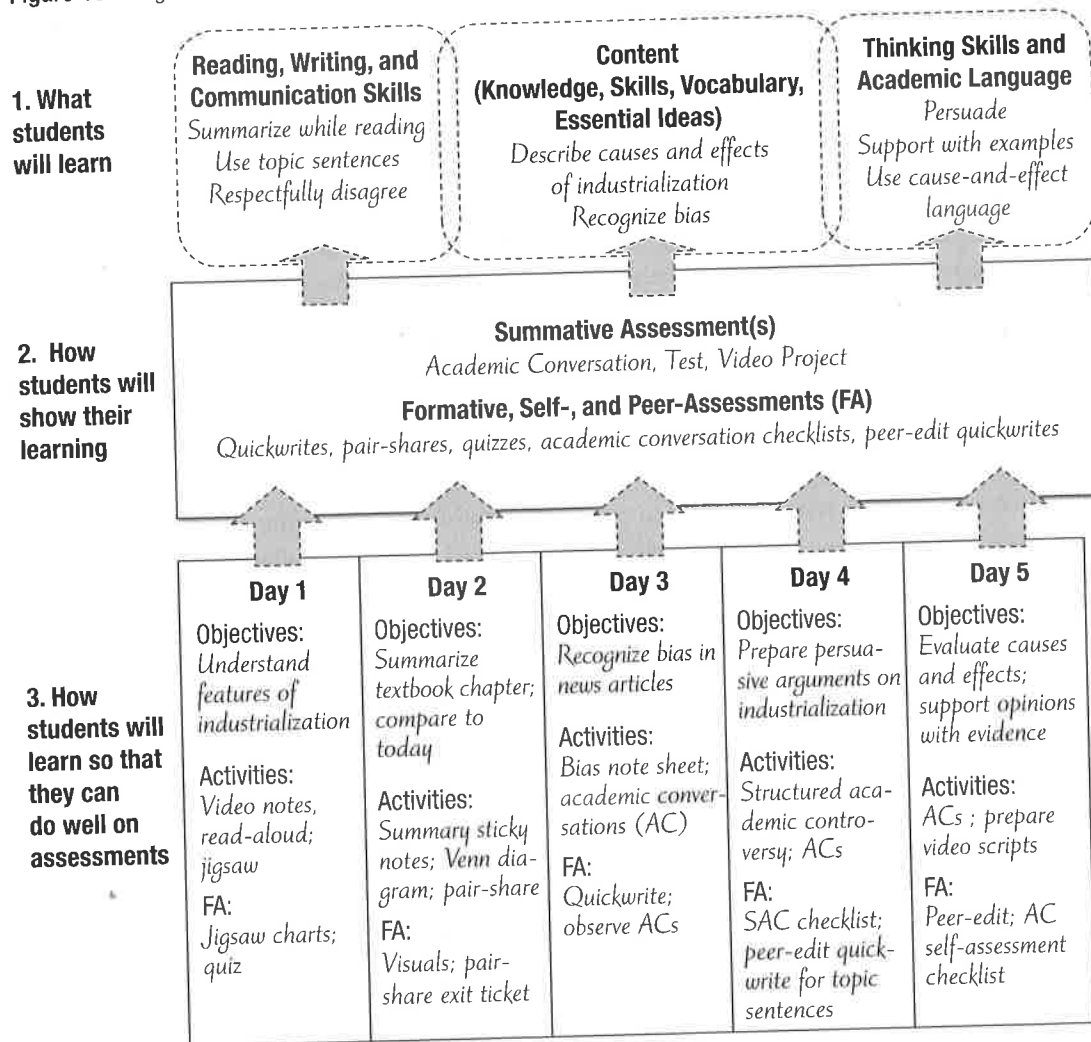 1. What
students
will learn
Reading, Writing, and
Communication Skills
Summarize while reading
Use topic sentences
Respectfully disagree
Content
(Knowledge, Skills, Vocabulary,
Essential Ideas)
Describe causes and effects
of industrialization
Recognize bias
Thinking Skills and
Academic Language
Persuade
Support with examples
Use cause-and-effect
language
2. How
students will
show their
learning
Summative Assessment(s)
Academic Conversation, Test, Video Project
Formative, Self-, and Peer-Assessments (FA)
Quickwrites, pair-shares, quizzes, academic conversation checklists, peer-edit quickwrites
3. How
students will
learn so that
they can
do well on
assessments
Day 1
Objectives:
Understand
features of
industrialization
Activities:
Video notes,
read-aloud;
jigsaw
FA:
Jigsaw charts;
quiz
Day 2
Objectives:
Summarize
textbook chapter;
compare to
today
Activities:
Summary sticky
notes; Venn dia-
gram; pair-share
FA:
Visuals; pair-
share exit ticket
Day 3
Objectives:
Recognize bias in
news articles
Activities:
Bias note sheet;
academic conver-
sations (AC)
FA:
Quickwrite;
observe ACs
Day 4
Objectives:
Prepare persua-
sive arguments on
industrialization
Activities:
Structured aca-
demic contro-
versy; ACs
FA:
SAC checklist;
peer-edit quick-
write for topic
sentences
Day 5
Objectives:
Evaluate causes
and effects;
support opinions
with evidence
Activities:
ACs ; prepare
video scripts
FA:
Peer-edit; AC
self-assessment
checklist